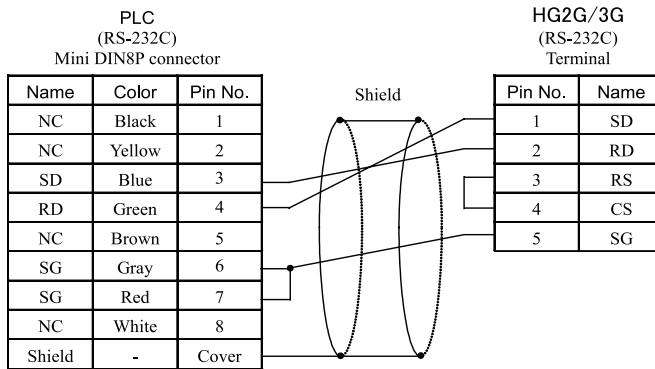 PLC
(RS-232C)
Mini DIN8P connector
HG2G/3G
(RS-232C)
Terminal
Shield
Name Color Pin No.
NC Black 1
NC Yellow 2
SD Blue 3
RD Green 4
NC Brown 5
SG Gray 6
SG Red 7
NC White 8
Shield - Cover
Pin No. Name
1 SD
2 RD
3 RS
4 CS
5 SG